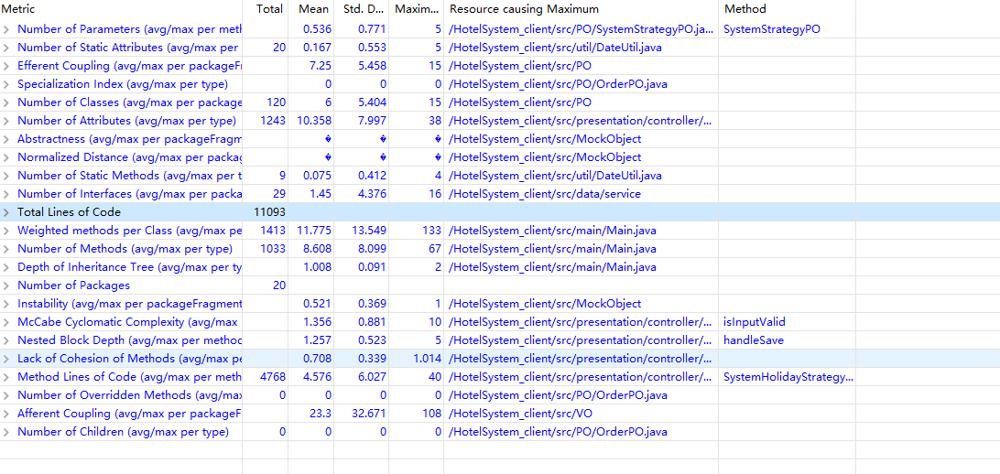 Metric Total Mean Std. D... Maxim... Resource causing Maximum Method
Number of Parameters (avg/max per meth 0.536 0.771 5 /HotelSystem_client/src/PO/SystemStrategyPO.ja... SystemStrategyPO
Number of Static Attributes (avg/max per 20 0.167 0.553 5 /HotelSystem_client/src/util/DateUtil.java
Efferent Coupling (avg/max per packageFr 7.25 5.458 15 /HotelSystem_client/src/PO
Specialization Index (avg/max per type) 0 0 0 /HotelSystem_client/src/PO/OrderPO.java
Number of Classes (avg/max per package 120 6 5.404 15 /HotelSystem_client/src/PO
Number of Attributes (avg/max per type) 1243 10.358 7.997 38 /HotelSystem_client/src/presentation/controller/...
Abstractness (avg/max per packageFragm � � � /HotelSystem_client/src/MockObject
Normalized Distance (avg/max per packag � � � /HotelSystem_client/src/MockObject
Number of Static Methods (avg/max per t 9 0.075 0.412 4 /HotelSystem_client/src/util/DateUtil.java
Number of Interfaces (avg/max per packa 29 1.45 4.376 16 /HotelSystem_client/src/data/service
Total Lines of Code 11093
Weighted methods per Class (avg/max pe 1413 11.775 13.549 133 /HotelSystem_client/src/main/Main.java
Number of Methods (avg/max per type) 1033 8.608 8.099 67 /HotelSystem_client/src/main/Main.java
Depth of Inheritance Tree (avg/max per ty 1.008 0.091 2 /HotelSystem_client/src/main/Main.java
Number of Packages 20
Instability (avg/max per packageFragment 0.521 0.369 1 /HotelSystem_client/src/MockObject
McCabe Cyclomatic Complexity (avg/max 1.356 0.881 10 /HotelSystem_client/src/presentation/controller/... isInputValid
Nested Block Depth (avg/max per method 1.257 0.523 5 /HotelSystem_client/src/presentation/controller/... handleSave
Lack of Cohesion of Methods (avg/max pe 0.708 0.339 1.014 /HotelSystem_client/src/presentation/controller/...
Method Lines of Code (avg/max per meth 4768 4.576 6.027 40 /HotelSystem_client/src/presentation/controller/... SystemHolidayStrategy...
Number of Overridden Methods (avg/max 0 0 0 0 /HotelSystem_client/src/PO/OrderPO.java
Afferent Coupling (avg/max per packageF 23.3 32.671 108 /HotelSystem_client/src/VO
Number of Children (avg/max per type) 0 0 0 0 /HotelSystem_client/src/PO/OrderPO.java